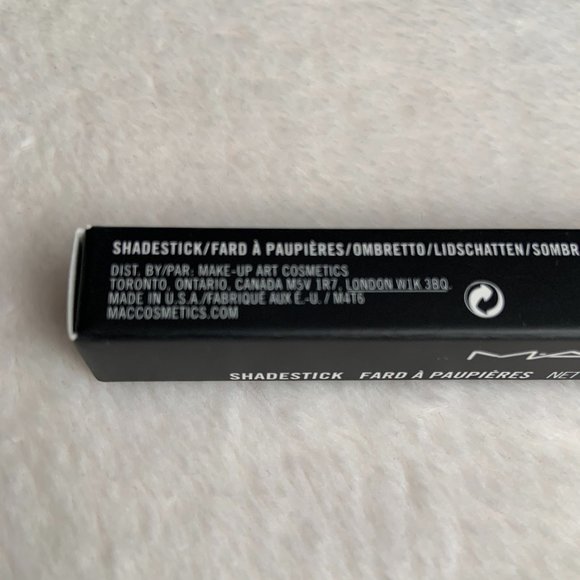 SHADESTICK/FARD À PAUPIÈRES/OMBRETTO/LIDSCHATTEN/SOMBR
DIST. BY/PAR: MAKE-UP ART COSMETICS
TORONTO, ONTARIO, CANADA M5V 1R7, LONDON W1K 3BQ.
MADE IN U.S.A./FABRIQUÉ AUX É.-U. / M4T6
MACCOSMETICS.COM
M·A
SHADESTICK FARD À PAUPIÈRES NET